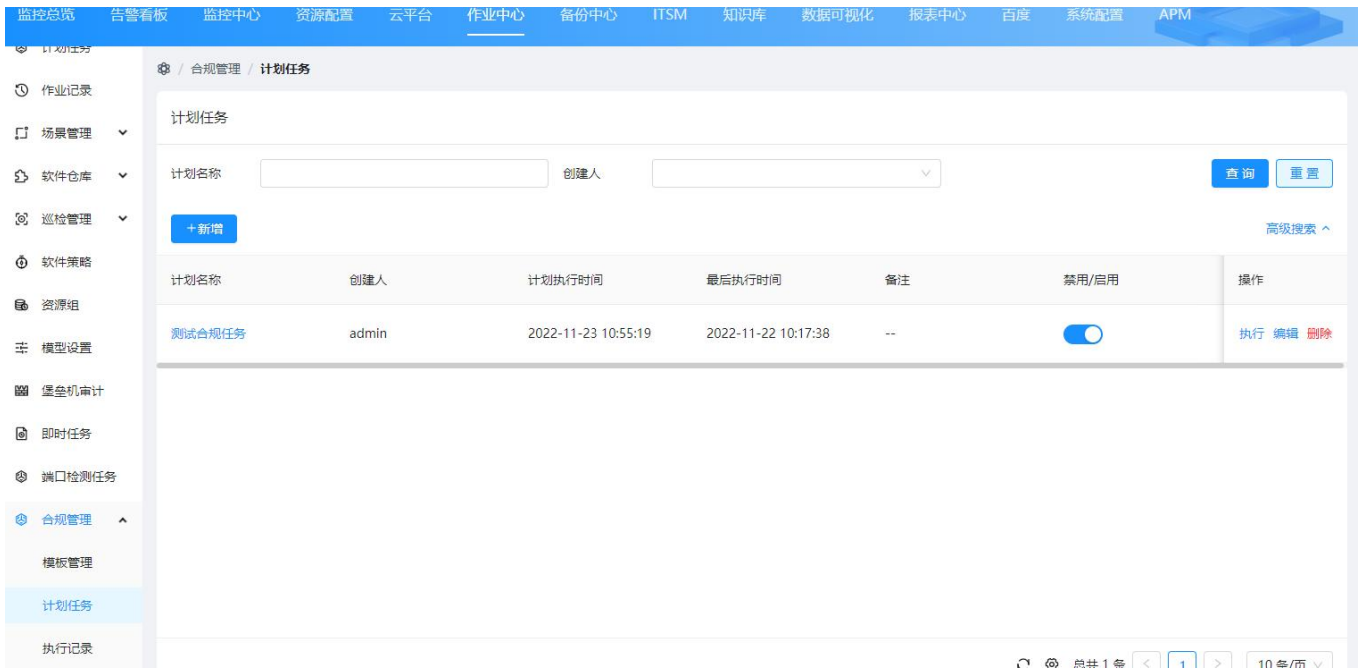 监控总览 告警看板 监控中心 资源配置 云平台 作业中心 备份中心 ITSM 知识库 数据可视化 报表中心 百度 系统配置 APM
计划任务
合规管理 / 计划任务
作业记录
计划任务
场景管理
计划名称 创建人 查询 重置
软件仓库
巡检管理
+新增 高级搜索
软件策略
计划名称 创建人 计划执行时间 最后执行时间 备注 禁用/启用 操作
资源组
测试合规任务 admin 2022-11-23 10:55:19 2022-11-22 10:17:38 -- 执行 编辑 删除
模型设置
堡垒机审计
即时任务
端口检测任务
合规管理
模板管理
计划任务
执行记录
总共 1 条 < 1 > 10 条/页